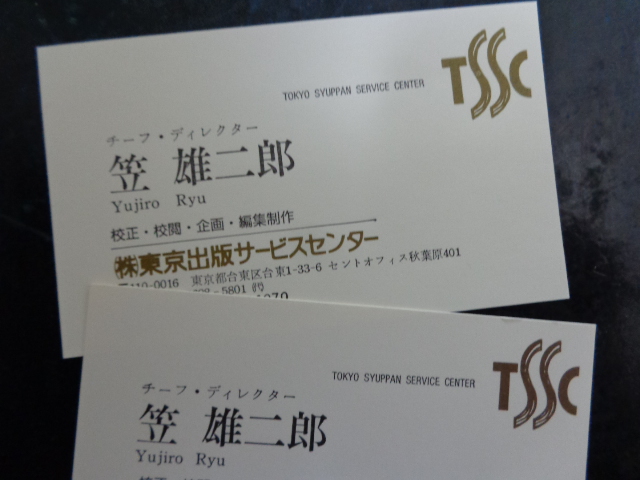 TSSC
TOKYO SYUPPAN SERVICE CENTER
チーフ・ディレクター
笠 雄二郎
Yujiro Ryu
校正・校閲・企画・編集制作
㈱東京出版サービスセンター
〒110-0016 東京都台東区台東1-33-6 セントオフィス秋葉原401
5801 ㈹
TSSC
TOKYO SYUPPAN SERVICE CENTER
チーフ・ディレクター
笠 雄二郎
Yujiro Ryu